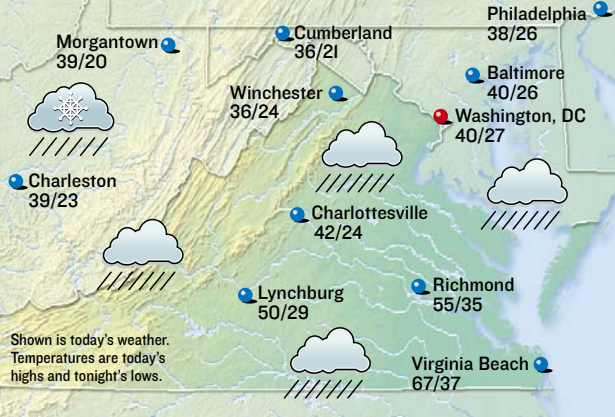 Philadelphia
38/26
Cumberland
36/21
Morgantown
39/20
Baltimore
40/26
Winchester
36/24
Washington, DC
40/27
Charleston
39/23
Charlottesville
42/24
Richmond
55/35
Lynchburg
50/29
Shown is today's weather.
Temperatures are today's
highs and tonight's lows.
Virginia Beach
67/37